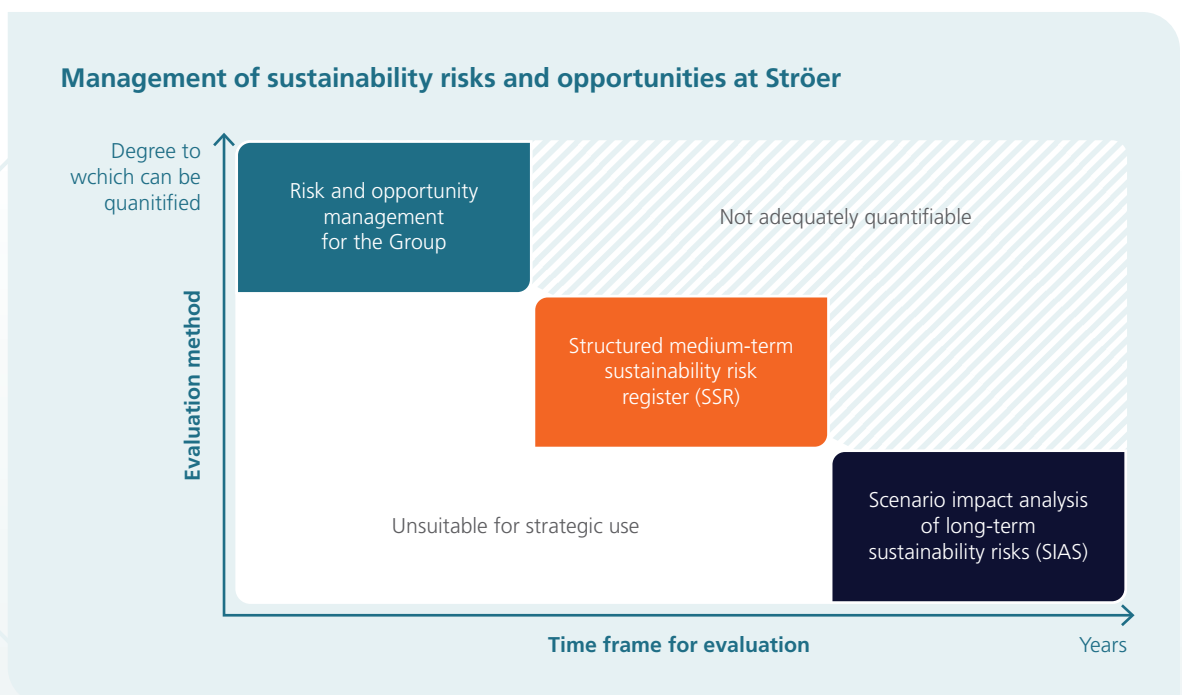 Management of sustainability risks and opportunities at Ströer
Degree to
wchich can be
quanitified
Evaluation method
Risk and opportunity
management
for the Group
Not adequately quantifiable
Structured medium-term
sustainability risk
register (SSR)
Unsuitable for strategic use
Scenario impact analysis
of long-term
sustainability risks (SIAS)
Time frame for evaluation
Years